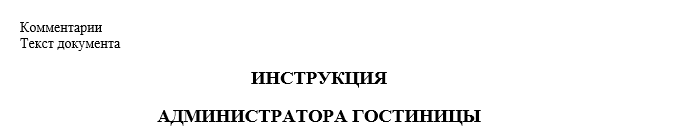 Комментарии
Текст документа
ИНСТРУКЦИЯ
АДМИНИСТРАТОРА ГОСТИНИЦЫ